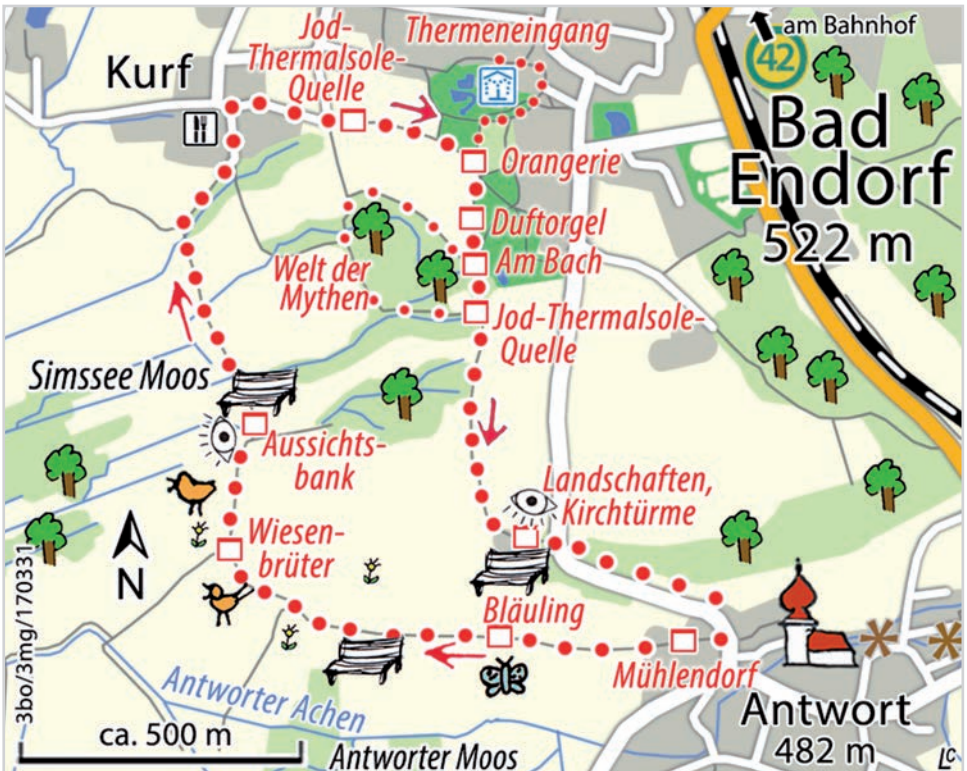 Jod-
Thermalsole-
Quelle
Thermeneingang
am Bahnhof
42
Kurf
Bad
Endorf
522 m
Orangerie
Duftorgel
Am Bach
Welt der
Mythen
Jod-Thermalsole-
Quelle
Simssee Moos
Aussichts-
bank
Landschaften,
Kirchtürme
Wiesen-
brüter
N
Bläuling
Mühlendorf
Antworter Achen
Antwort
482 m
ca. 500 m
Antworter Moos
3bo/3mg/170331
LC